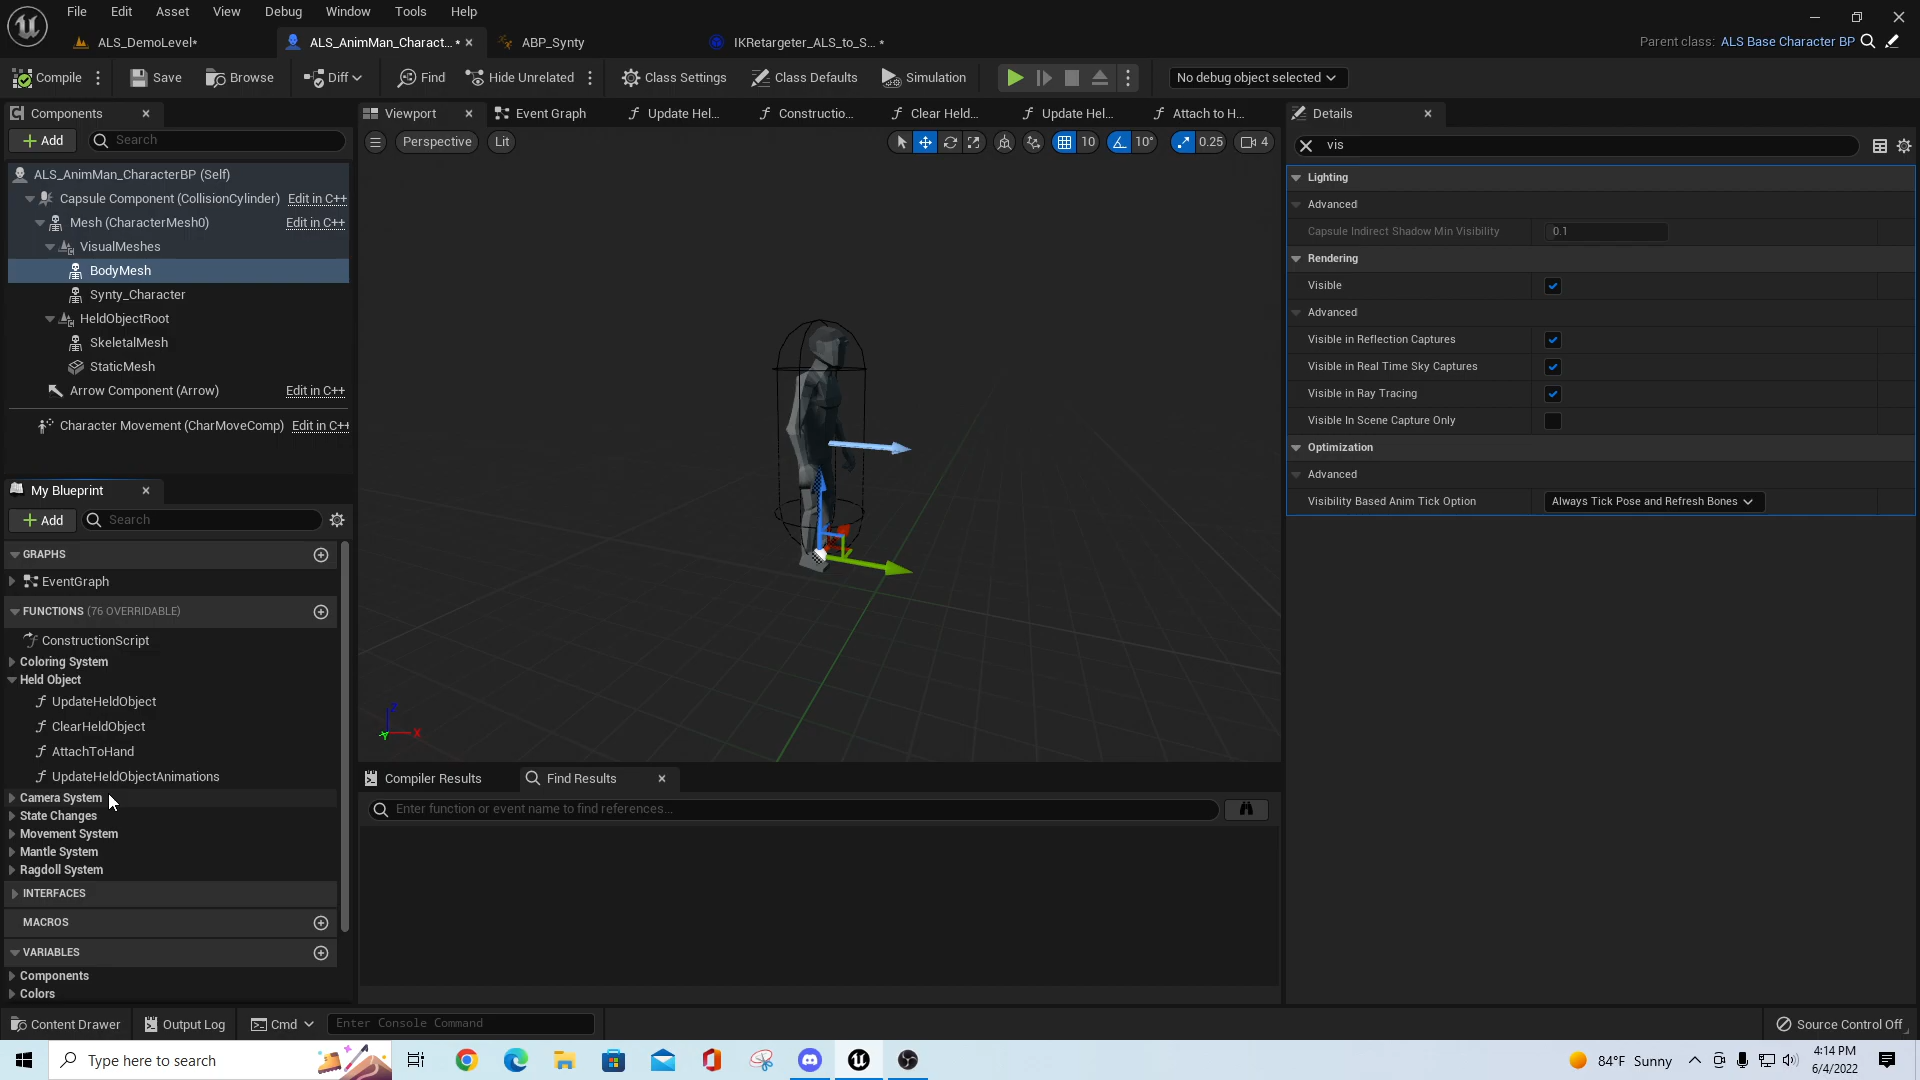 File Edit Asset View Debug Window Tools Help
ALS_DemoLevel* ALS_AnimMan_Charact... * ABP_Synty IKRetargeter_ALS_to_S... *
Parent class: ALS Base Character BP
Compile Save Browse Diff Find Hide Unrelated Class Settings Class Defaults Simulation No debug object selected
Components
Add Search
ALS_AnimMan_CharacterBP (Self)
Capsule Component (CollisionCylinder) Edit in C++
Mesh (CharacterMesh0) Edit in C++
VisualMeshes
BodyMesh
Synty_Character
HeldObjectRoot
SkeletalMesh
StaticMesh
Arrow Component (Arrow) Edit in C++
Character Movement (CharMoveComp) Edit in C++
My Blueprint
Add Search
GRAPHS
EventGraph
FUNCTIONS (76 OVERRIDABLE)
ConstructionScript
Coloring System
Held Object
UpdateHeldObject
ClearHeldObject
AttachToHand
UpdateHeldObjectAnimations
Camera System
State Changes
Movement System
Mantle System
Ragdoll System
INTERFACES
MACROS
VARIABLES
Components
Colors
Viewport Event Graph Update Hel... Constructio... Clear Held... Update Hel... Attach to H...
Perspective Lit 10 10° 0.25 4
Z
X
Y
Compiler Results Find Results
Enter function or event name to find references...
Details
vis
Lighting
Advanced
Capsule Indirect Shadow Min Visibility 0.1
Rendering
Visible
Advanced
Visible in Reflection Captures
Visible in Real Time Sky Captures
Visible in Ray Tracing
Visible In Scene Capture Only
Optimization
Advanced
Visibility Based Anim Tick Option Always Tick Pose and Refresh Bones
Content Drawer Output Log Cmd Enter Console Command Source Control Off
Type here to search 84°F Sunny 4:14 PM
6/4/2022